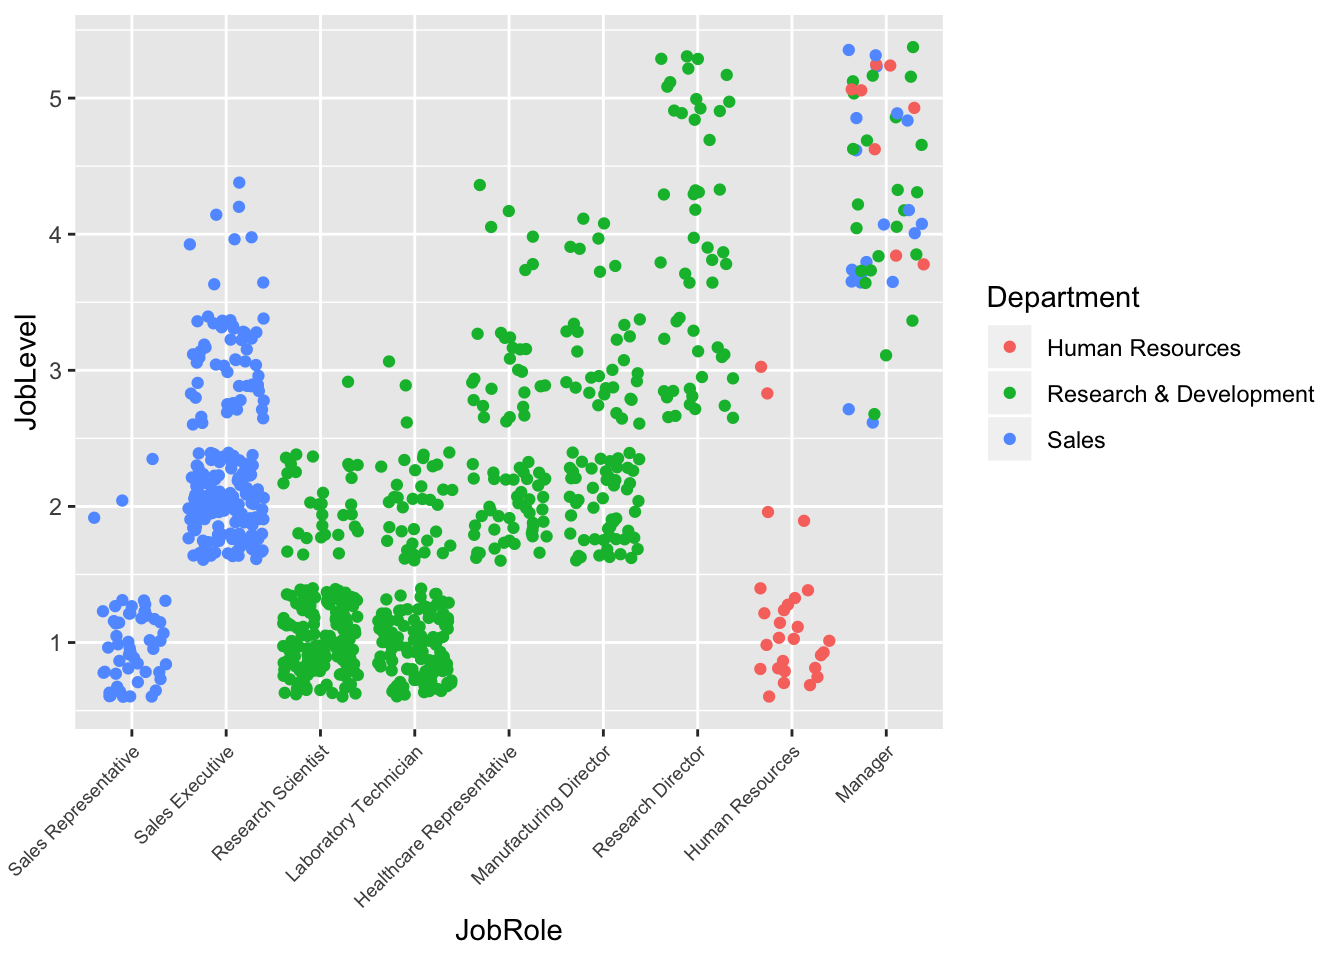 JobLevel
5
4
3
2
1
Sales Representative
Sales Executive
Research Scientist
Laboratory Technician
Healthcare Representative
Manufacturing Director
Research Director
Human Resources
Manager
JobRole
Department
Human Resources
Research & Development
Sales